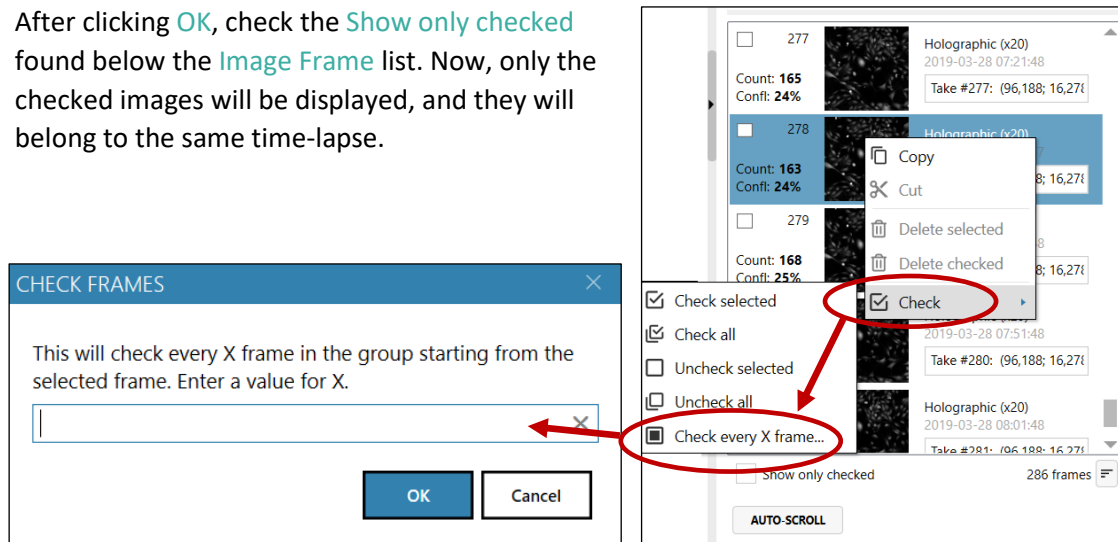 After clicking OK, check the Show only checked
found below the Image Frame list. Now, only the
checked images will be displayed, and they will
belong to the same time-lapse.
CHECK FRAMES
This will check every X frame in the group starting from the
selected frame. Enter a value for X.
OK
Cancel
277
Holographic (x20)
2019-03-28 07:21:48
Count: 165
Confl: 24%
Take #277: (96,188; 16,278
278
Holographic (x20)
Count: 163
Confl: 24%
8; 16,278
279
8
Count: 168
Confl: 25%
8; 16,278
Copy
Cut
Delete selected
Delete checked
Check
Check selected
Check all
Uncheck selected
Uncheck all
Check every X frame...
Holographic (x20)
2019-03-28 07:51:48
Take #280: (96,188; 16,278
Holographic (x20)
2019-03-28 08:01:48
Take #281: (96,188; 16,278
Show only checked
286 frames
AUTO-SCROLL